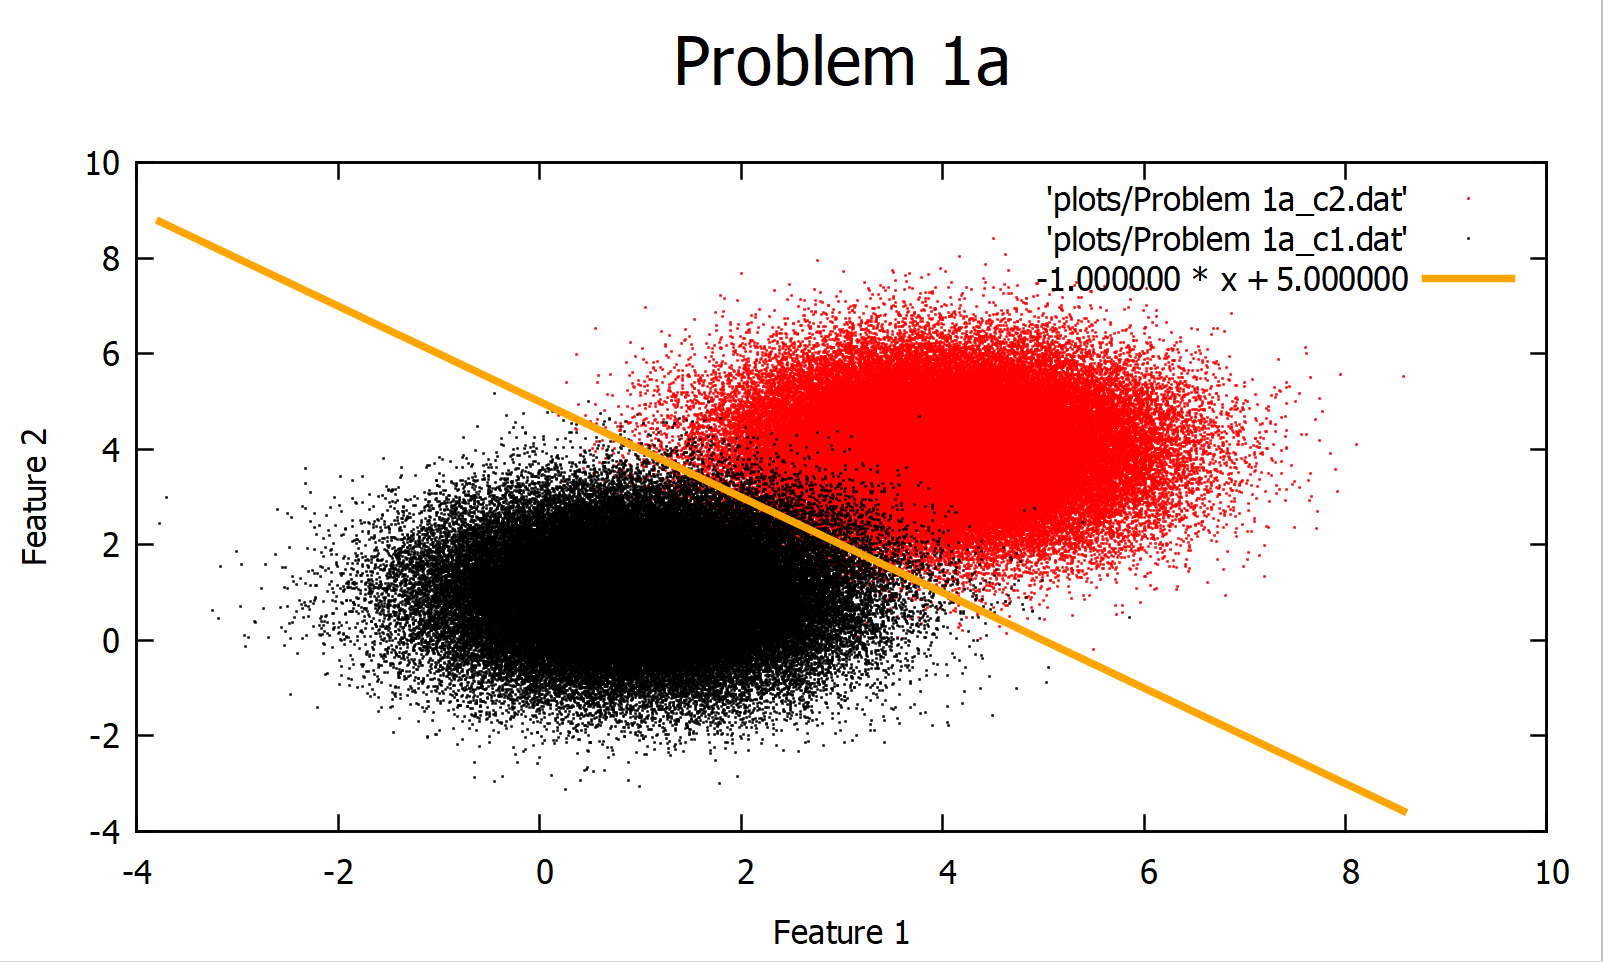 Problem 1a
10
'plots/Problem 1a_c2.dat'
'plots/Problem 1a_c1.dat'
-1.000000 * x + 5.000000
8
6
4
2
0
-2
-4
Feature 2
-4 -2 0 2 4 6 8 10
Feature 1